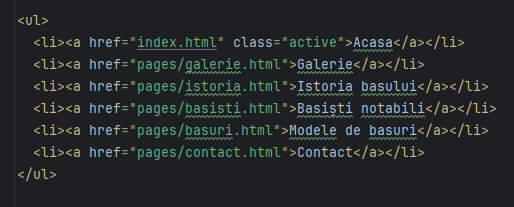 <ul>
<li><a href="index.html" class="active">Acasa</a></li>
<li><a href="pages/galerie.html">Galerie</a></li>
<li><a href="pages/istoria.html">Istoria basului</a></li>
<li><a href="pages/basisti.html">Basiști notabili</a></li>
<li><a href="pages/basuri.html">Modele de basuri</a></li>
<li><a href="pages/contact.html">Contact</a></li>
</ul>